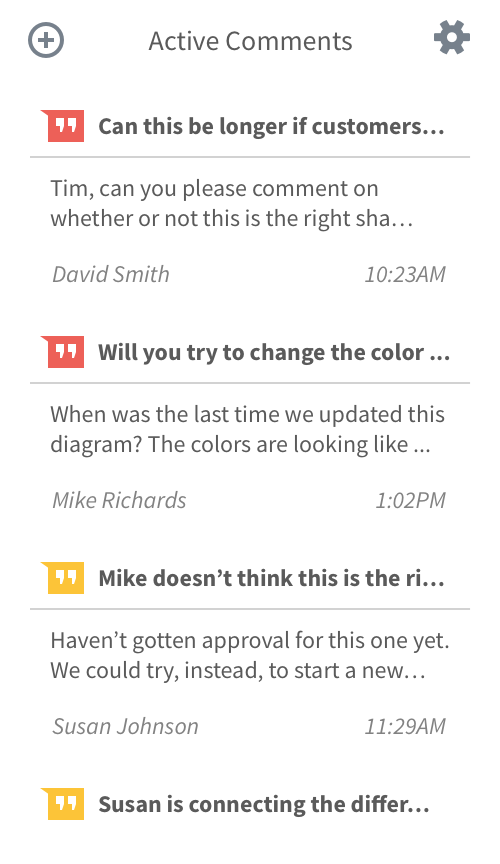 Active Comments
Can this be longer if customers…
Tim, can you please comment on
whether or not this is the right sha…
David Smith 10:23AM
Will you try to change the color ...
When was the last time we updated this
diagram? The colors are looking like ...
Mike Richards 1:02PM
Mike doesn’t think this is the ri…
Haven’t gotten approval for this one yet.
We could try, instead, to start a new…
Susan Johnson 11:29AM
Susan is connecting the differ…